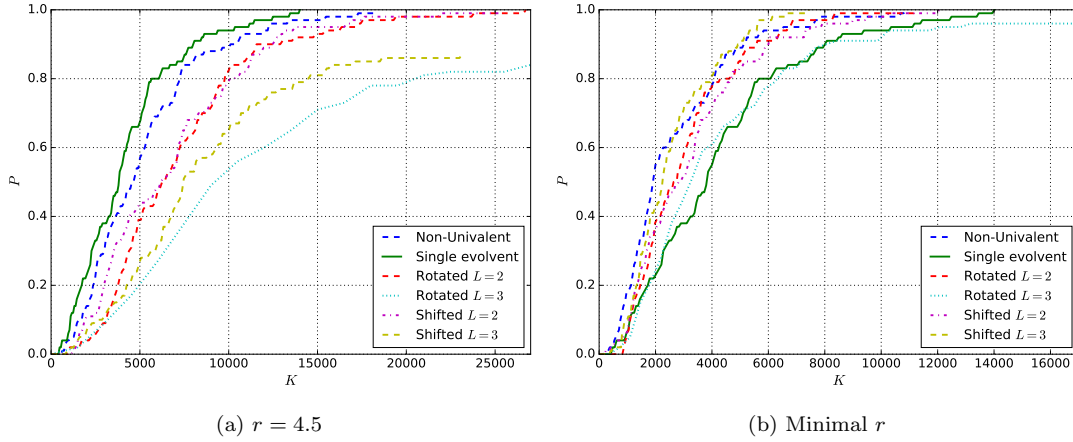 1.0
0.8
0.6
0.4
0.2
0.0
P
0
5000
10000
15000
20000
25000
K
Non-Univalent
Single evolvent
Rotated L=2
Rotated L=3
Shifted L=2
Shifted L=3
(a) r = 4.5
1.0
0.8
0.6
0.4
0.2
0.0
P
0
2000
4000
6000
8000
10000
12000
14000
16000
K
Non-Univalent
Single evolvent
Rotated L=2
Rotated L=3
Shifted L=2
Shifted L=3
(b) Minimal r